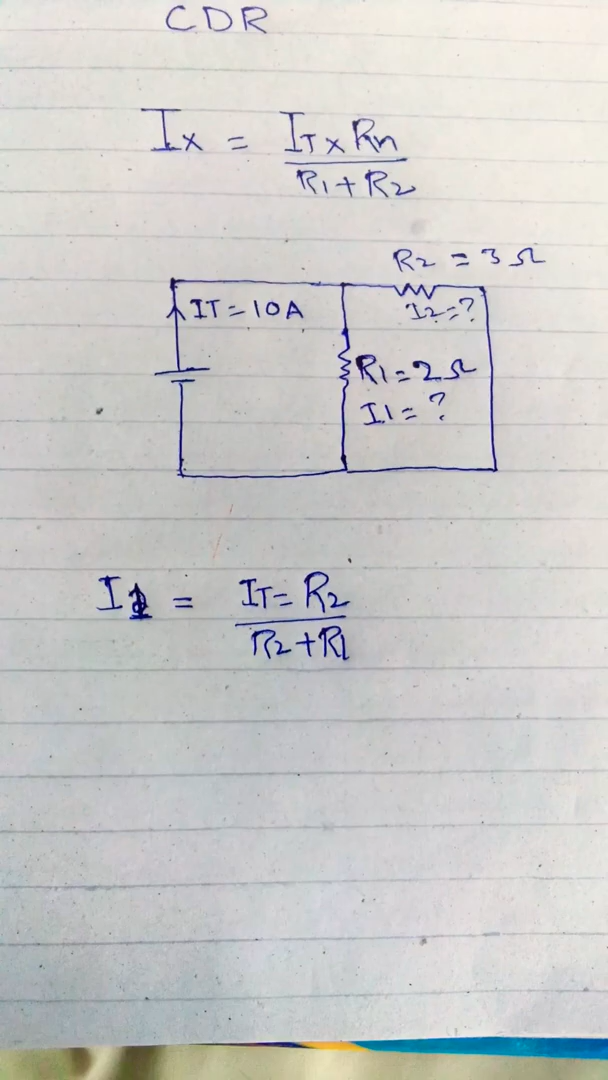 CDR
Ix = IT x Rn
R1 + R2
R2 = 3 Ω
IT = 10A
I2 = ?
R1 = 2 Ω
I1 = ?
I1 = IT = R2
R2 + R1